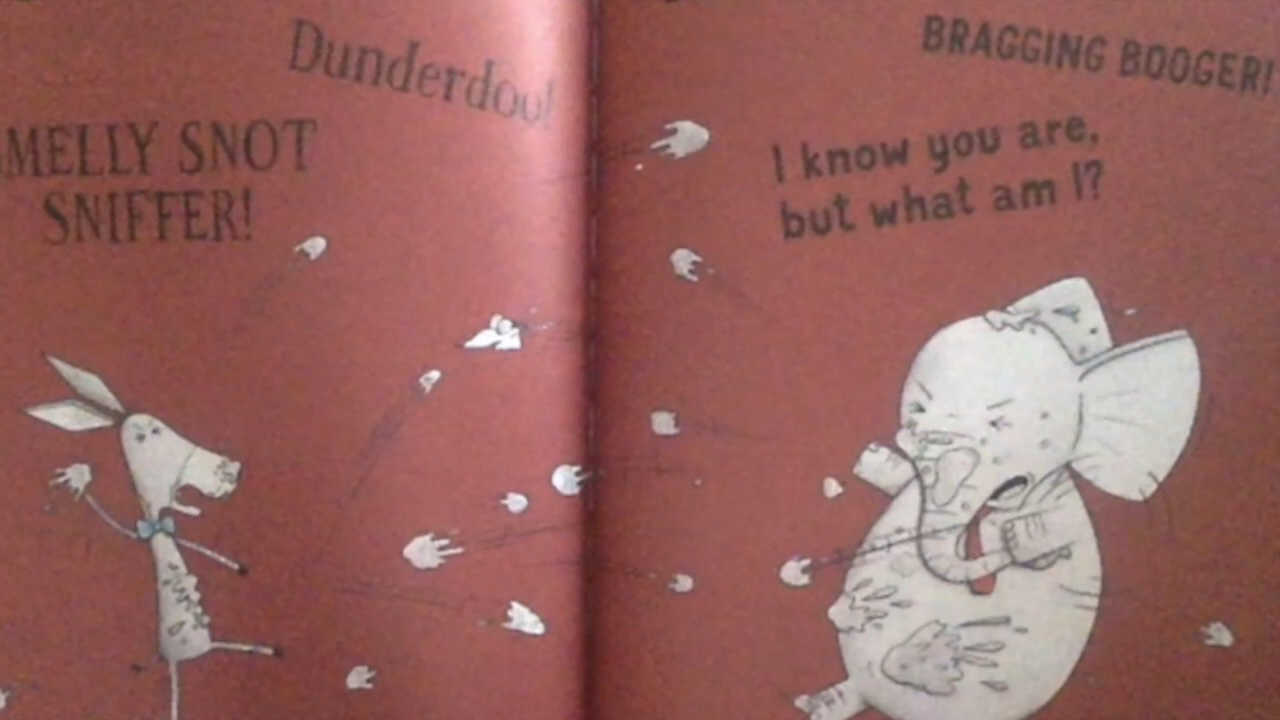 Dunderdoo!
MELLY SNOT
SNIFFER!
BRAGGING BOOGER!
I know you are,
but what am I?